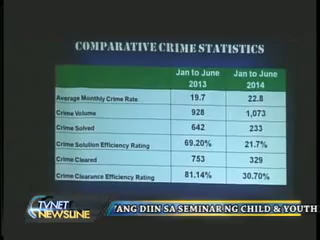 COMPARATIVE CRIME STATISTICS
Jan to June 2013 Jan to June 2014
Average Monthly Crime Rate 19.7 22.8
Crime Volume 928 1,073
Crime Solved 642 233
Crime Solution Efficiency Rating 69.20% 21.7%
Crime Cleared 753 329
Crime Clearance Efficiency Rating 81.14% 30.70%
TVNET NEWSLINE
ANG DIIN SA SEMINAR NG CHILD & YOUTH